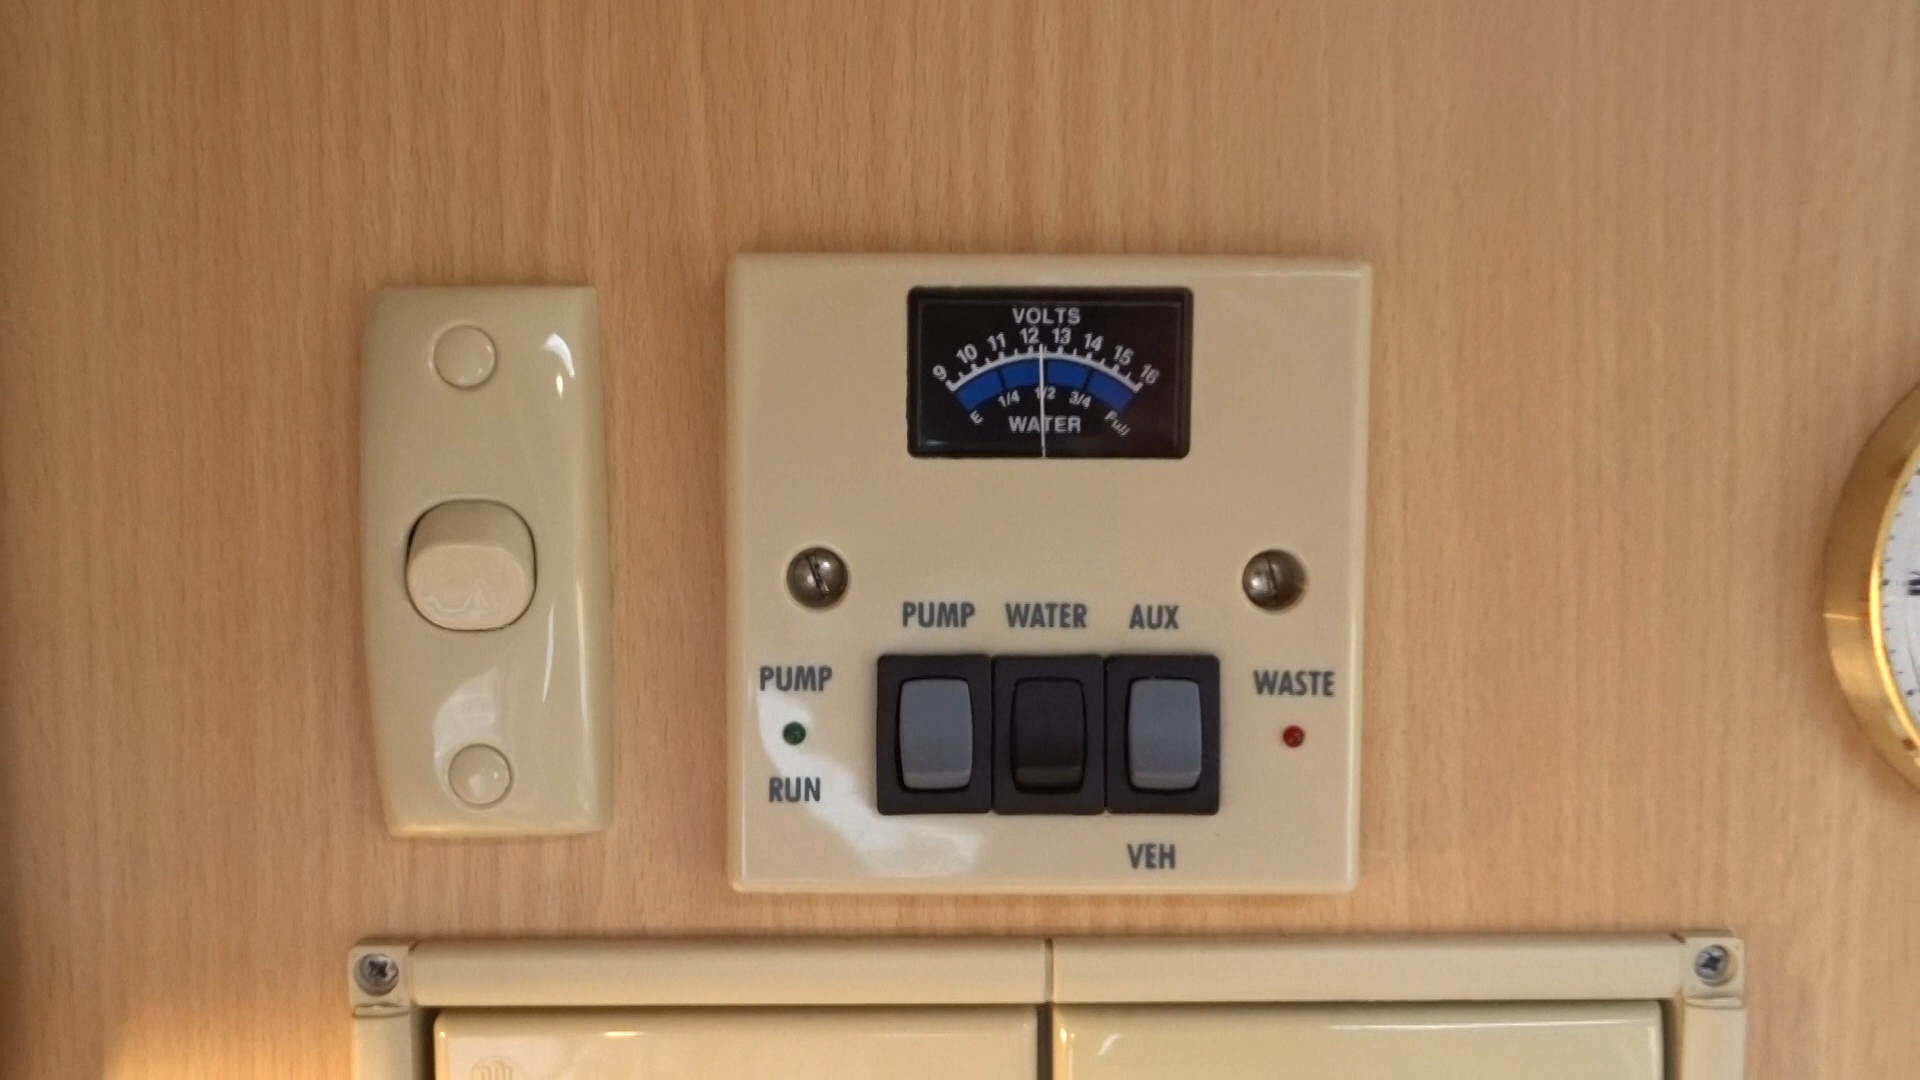 VOLTS
9 10 11 12 13 14 15 16
E 1/4 1/2 3/4 Full
WATER
PUMP WATER AUX
PUMP
RUN
WASTE
VEH